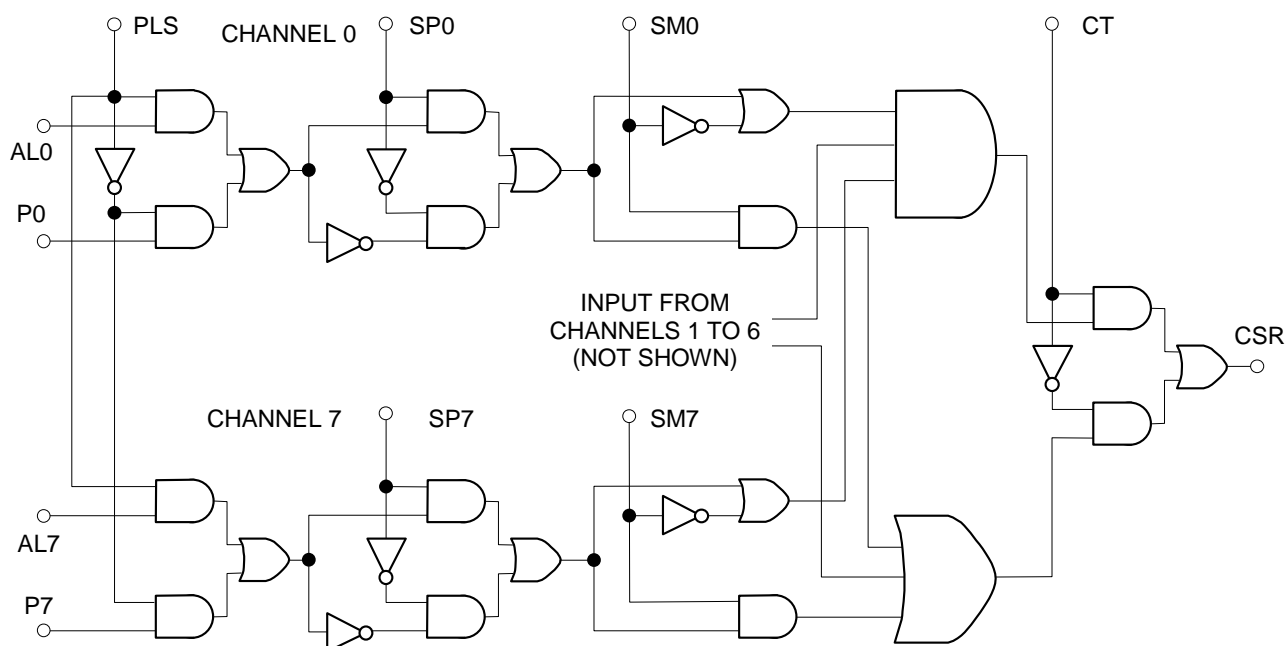 PLS
CHANNEL 0
SP0
SM0
CT
AL0
P0
INPUT FROM
CHANNELS 1 TO 6
(NOT SHOWN)
CSR
CHANNEL 7
SP7
SM7
AL7
P7